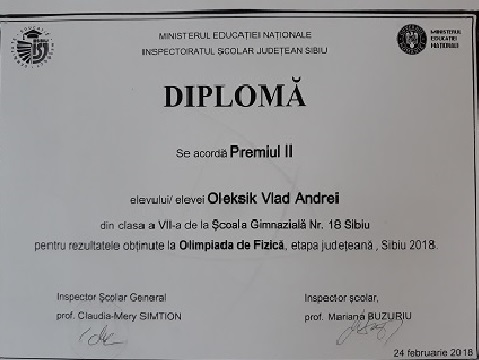 MINISTERUL EDUCAȚIEI NAȚIONALE
INSPECTORATUL ȘCOLAR JUDEȚEAN SIBIU
MINISTERUL
EDUCAȚIEI
NAȚIONALE
DIPLOMĂ
Se acordă Premiul II
elevului/ elevei Oleksik Vlad Andrei
din clasa a VII-a de la Școala Gimnazială Nr. 18 Sibiu
pentru rezultatele obținute la Olimpiada de Fizică, etapa județeană , Sibiu 2018.
Inspector Școlar General
prof. Claudia-Mery SIMTION
Inspector școlar,
prof. Mariana BUZURIU
24 februarie 2018